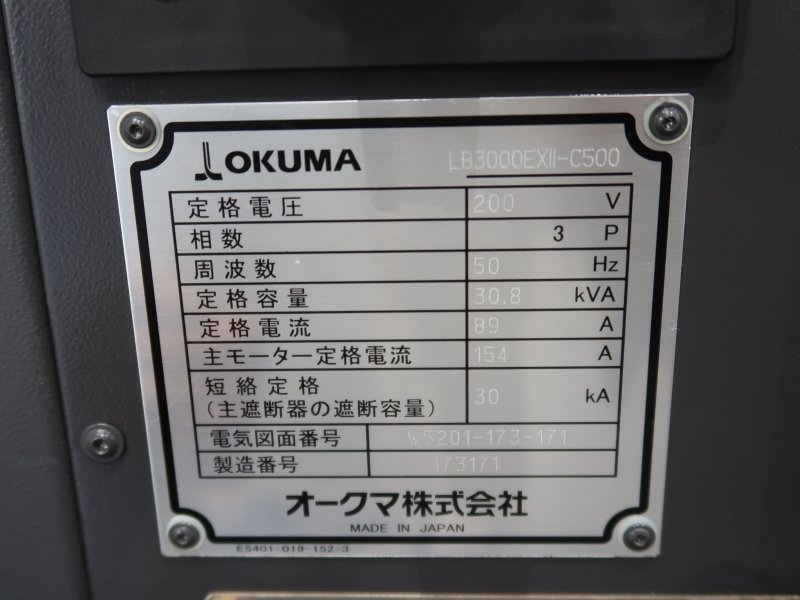 OKUMA LB3000EXII-C500
定格電圧 200 V
相数 3 P
周波数 50 Hz
定格容量 30.8 kVA
定格電流 89 A
主モーター定格電流 154 A
短絡定格 30 kA
(主遮断器の遮断容量)
電気図面番号 W5201-173-171
製造番号 173171
オークマ株式会社
MADE IN JAPAN
E5401-019-152-3